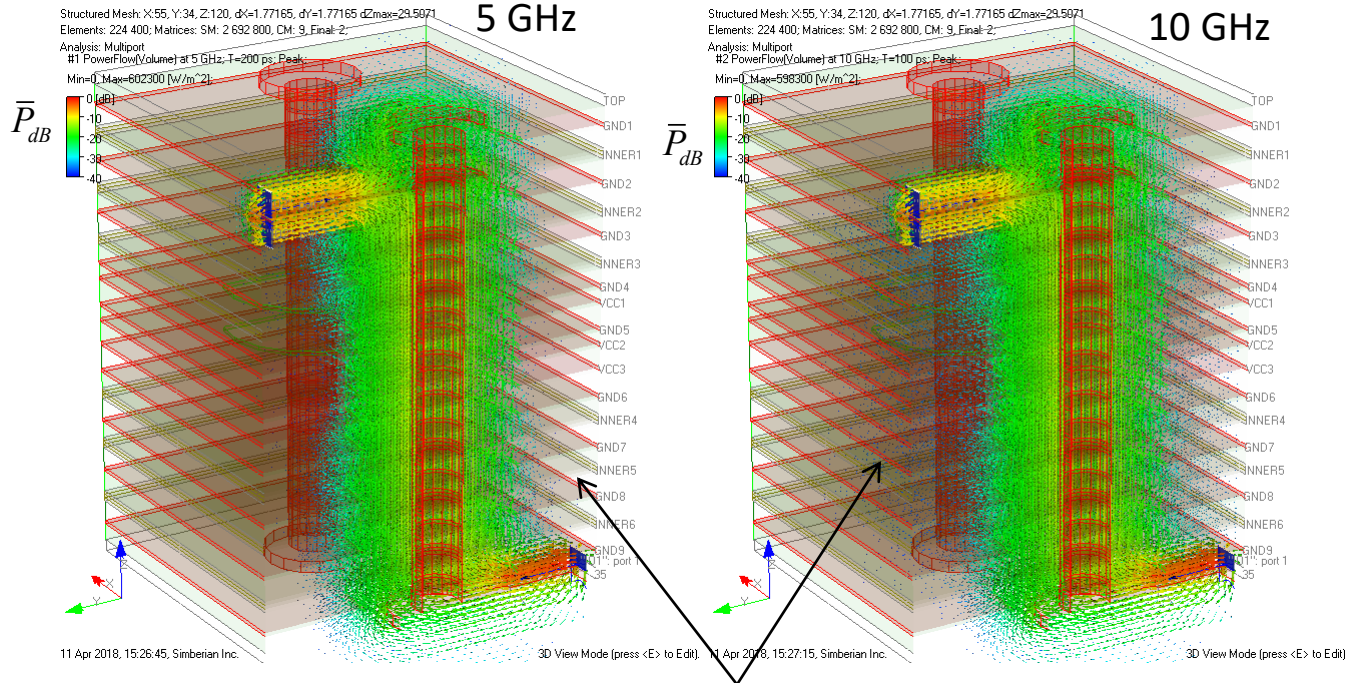 5 GHz
Structured Mesh: X:55, Y:34, Z:120, dX=1.77165, dY=1.77165 dZmax=29.5071
Elements: 224 400; Matrices: SM: 2 692 800, CM: 9, Final: 2;
Analysis: Multiport
#1 PowerFlow(Volume) at 5 GHz; T=200 ps; Peak;
Min=0, Max=602300 [W/m^2];
P̅dB
0 [dB]
-10
-20
-30
-40
TOP
GND1
INNER1
GND2
INNER2
GND3
INNER3
GND4
VCC1
GND5
VCC2
VCC3
GND6
INNER4
GND7
INNER5
GND8
INNER6
GND9
01": port 1
35
Z
X
Y
11 Apr 2018, 15:26:45, Simberian Inc.
3D View Mode (press <E> to Edit).
10 GHz
Structured Mesh: X:55, Y:34, Z:120, dX=1.77165, dY=1.77165 dZmax=29.5071
Elements: 224 400; Matrices: SM: 2 692 800, CM: 9, Final: 2;
Analysis: Multiport
#2 PowerFlow(Volume) at 10 GHz; T=100 ps; Peak;
Min=0, Max=598300 [W/m^2];
P̅dB
0 [dB]
-10
-20
-30
-40
TOP
GND1
INNER1
GND2
INNER2
GND3
INNER3
GND4
VCC1
GND5
VCC2
VCC3
GND6
INNER4
GND7
INNER5
GND8
INNER6
GND9
01": port 1
35
Z
X
Y
11 Apr 2018, 15:27:15, Simberian Inc.
3D View Mode (press <E> to Edit)